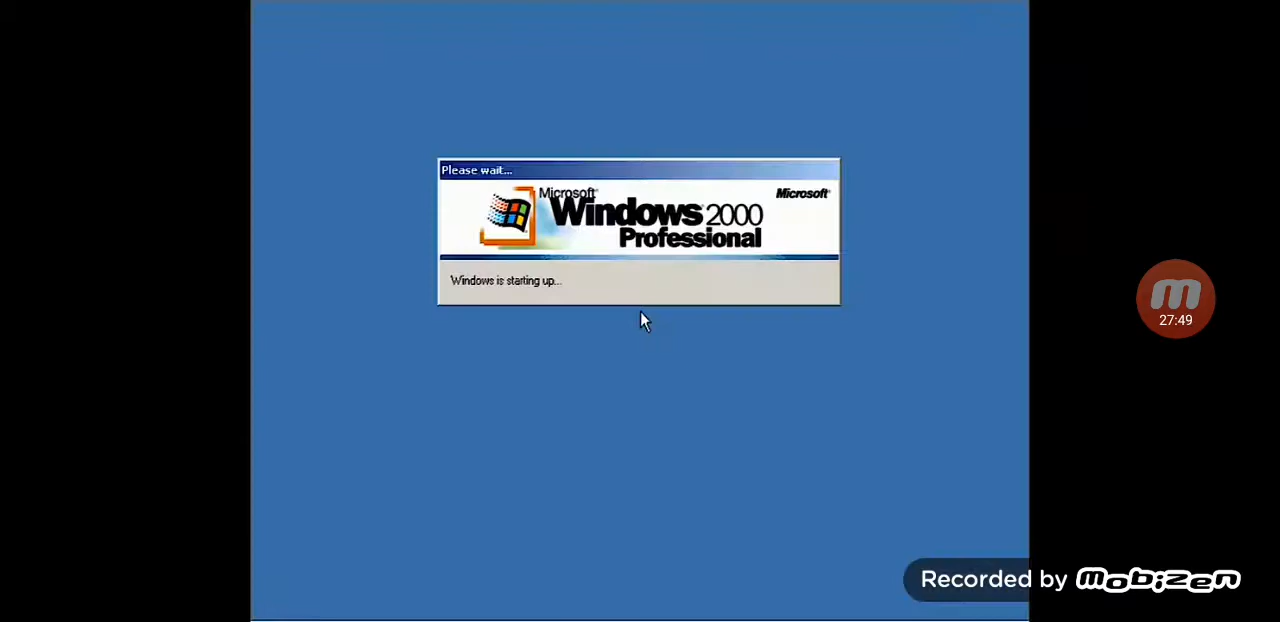 Please wait...
Microsoft®
Microsoft®
Windows 2000
Professional
Windows is starting up...
27:49
Recorded by mobizen